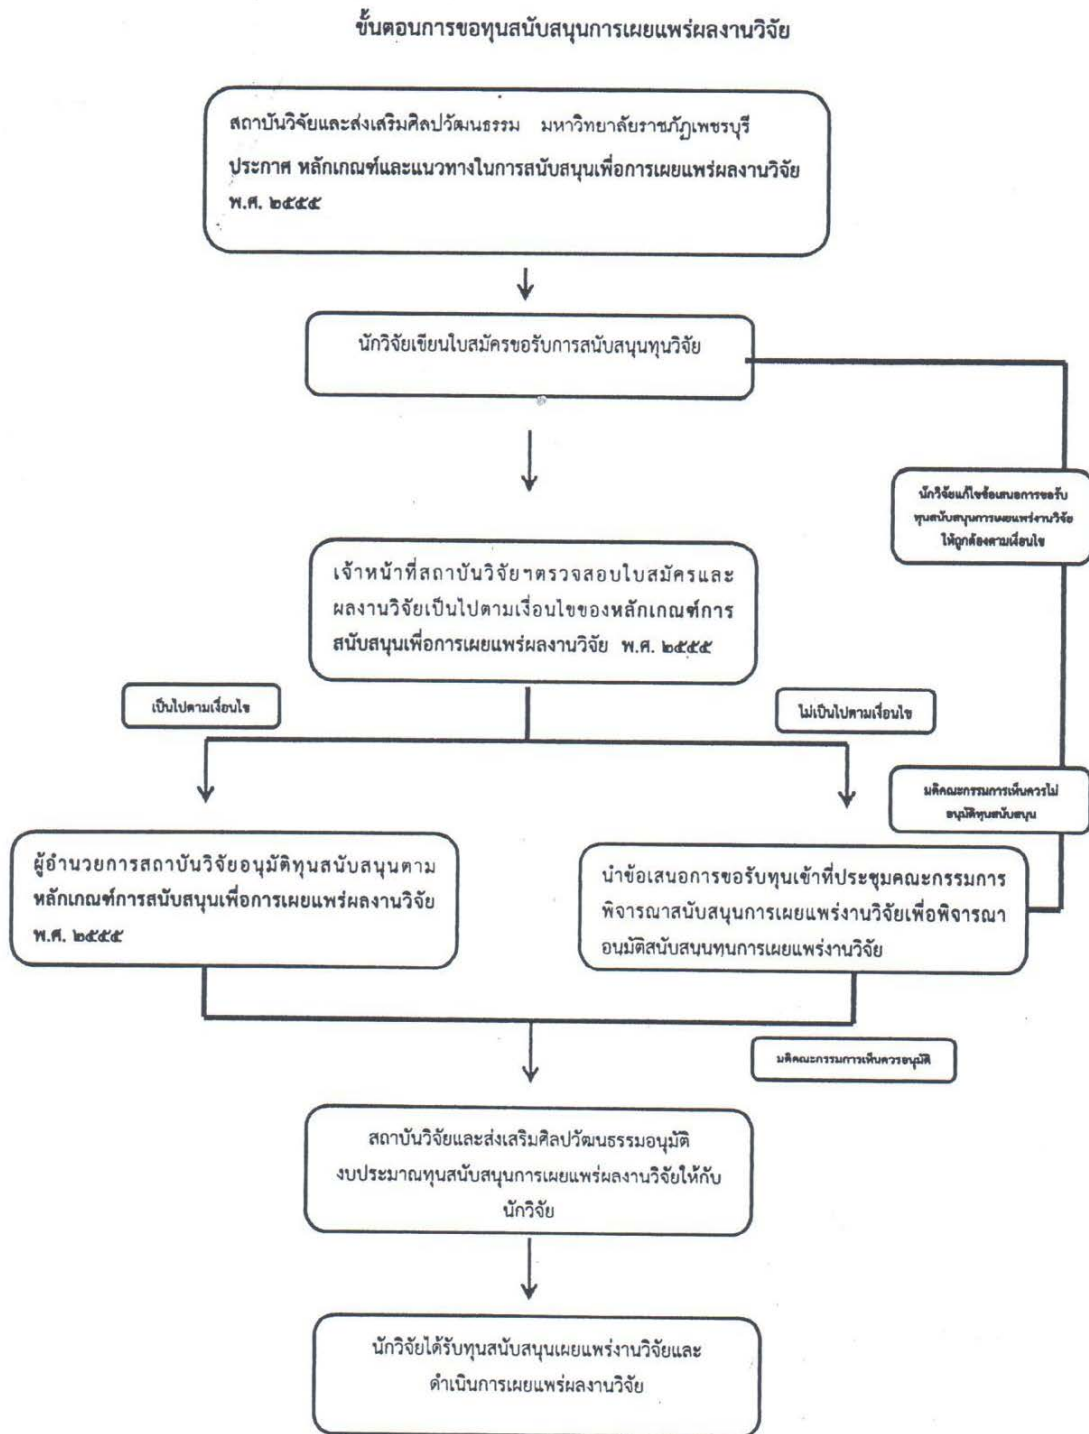 ขั้นตอนการขอทุนสนับสนุนการเผยแพร่ผลงานวิจัย
สถาบันวิจัยและส่งเสริมศิลปวัฒนธรรม มหาวิทยาลัยราชภัฏเพชรบุรี
ประกาศ หลักเกณฑ์และแนวทางในการสนับสนุนเพื่อการเผยแพร่ผลงานวิจัย
พ.ศ. ๒๕๕๕
นักวิจัยเขียนใบสมัครขอรับการสนับสนุนทุนวิจัย
นักวิจัยแก้ไขข้อเสนอการขอรับ
ทุนสนับสนุนการเผยแพร่งานวิจัย
ให้ถูกต้องตามเงื่อนไข
เจ้าหน้าที่สถาบันวิจัยฯตรวจสอบใบสมัครและ
ผลงานวิจัยเป็นไปตามเงื่อนไขของหลักเกณฑ์การ
สนับสนุนเพื่อการเผยแพร่ผลงานวิจัย พ.ศ. ๒๕๕๕
เป็นไปตามเงื่อนไข
ไม่เป็นไปตามเงื่อนไข
มติคณะกรรมการเห็นควรไม่
อนุมัติทุนสนับสนุน
ผู้อำนวยการสถาบันวิจัยอนุมัติทุนสนับสนุนตาม
หลักเกณฑ์การสนับสนุนเพื่อการเผยแพร่ผลงานวิจัย
พ.ศ. ๒๕๕๕
นำข้อเสนอการขอรับทุนเข้าที่ประชุมคณะกรรมการ
พิจารณาสนับสนุนการเผยแพร่งานวิจัยเพื่อพิจารณา
อนุมัติสนับสนุนทุนการเผยแพร่งานวิจัย
มติคณะกรรมการเห็นควรอนุมัติ
สถาบันวิจัยและส่งเสริมศิลปวัฒนธรรมอนุมัติ
งบประมาณทุนสนับสนุนการเผยแพร่ผลงานวิจัยให้กับ
นักวิจัย
นักวิจัยได้รับทุนสนับสนุนเผยแพร่งานวิจัยและ
ดำเนินการเผยแพร่ผลงานวิจัย